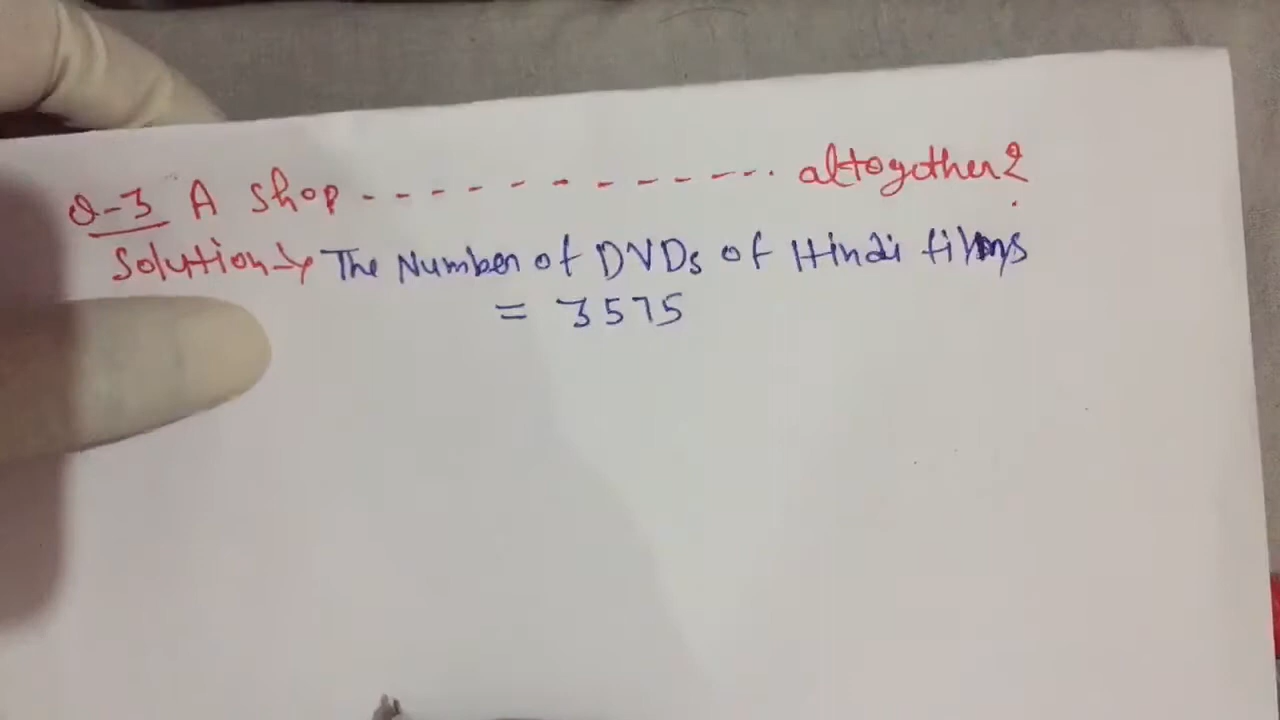 Q-3 A shop - - - - - - - - - - - - . altogether?
Solution → The Number of DVDs of Hindi films
= 3575